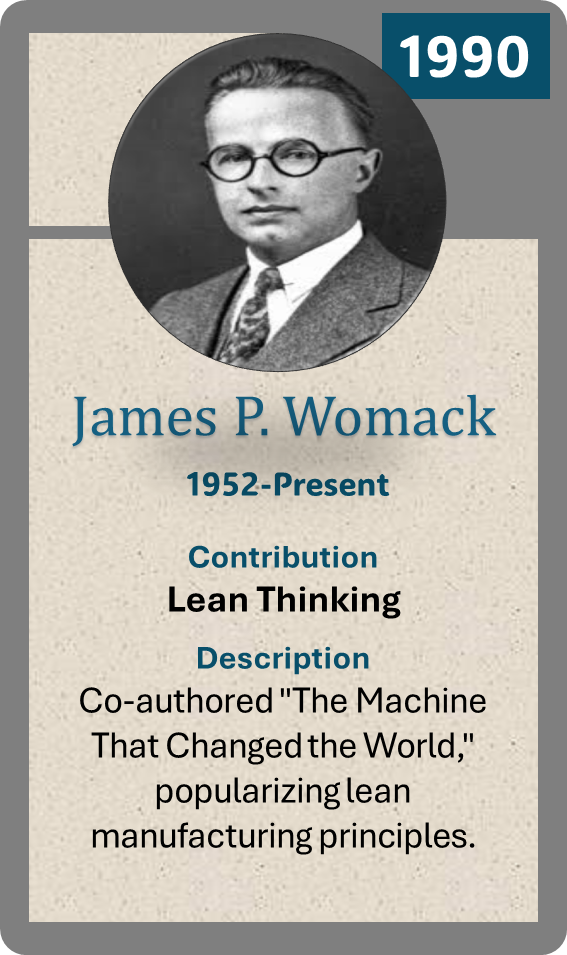 1990
James P. Womack
1952-Present
Contribution
Lean Thinking
Description
Co-authored "The Machine
That Changed the World,"
popularizing lean
manufacturing principles.